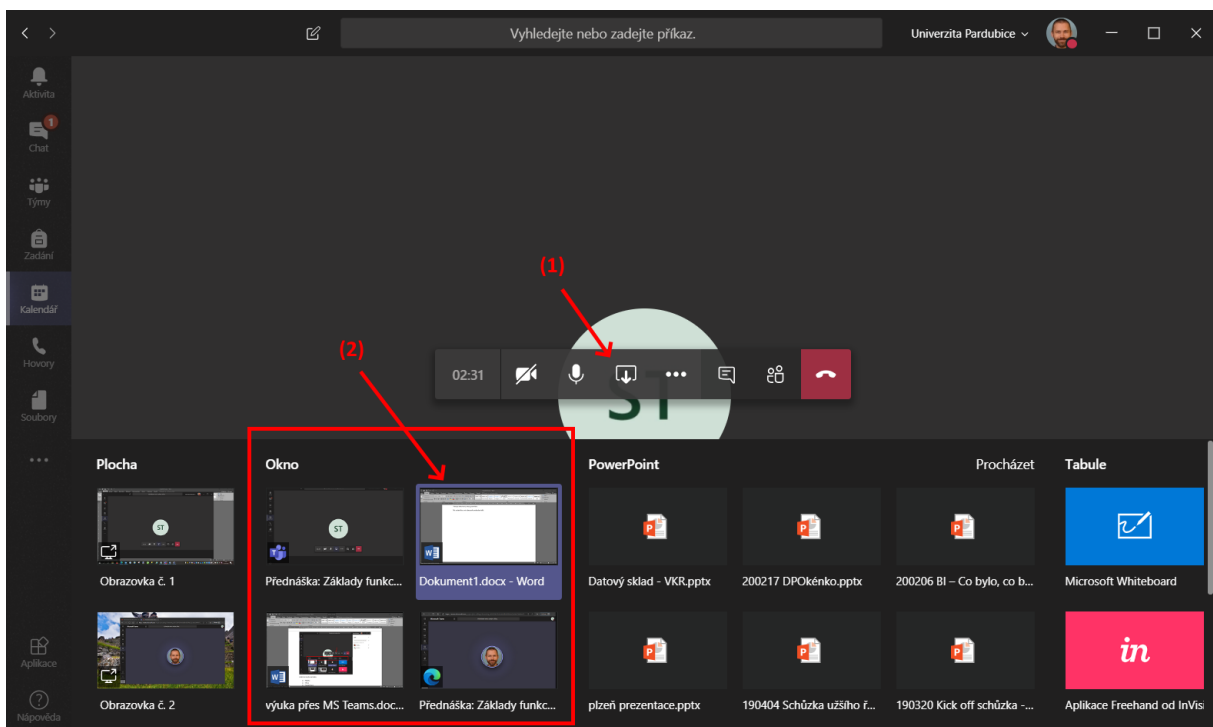 Vyhledejte nebo zadejte příkaz.
Univerzita Pardubice
Aktivita
1
Chat
Týmy
Zadání
Kalendář
Hovory
Soubory
(1)
(2)
02:31
ST
Plocha
Okno
PowerPoint
Procházet
Tabule
ST
ST
Obrazovka č. 1
Přednáška: Základy funkc...
Dokument1.docx - Word
Datový sklad - VKR.pptx
200217 DPOkénko.pptx
200206 BI – Co bylo, co b...
Microsoft Whiteboard
in
Obrazovka č. 2
výuka přes MS Teams.doc...
Přednáška: Základy funkc...
plzeň prezentace.pptx
190404 Schůzka užšího ř...
190320 Kick off schůzka -...
Aplikace Freehand od InVisi
Aplikace
Nápověda